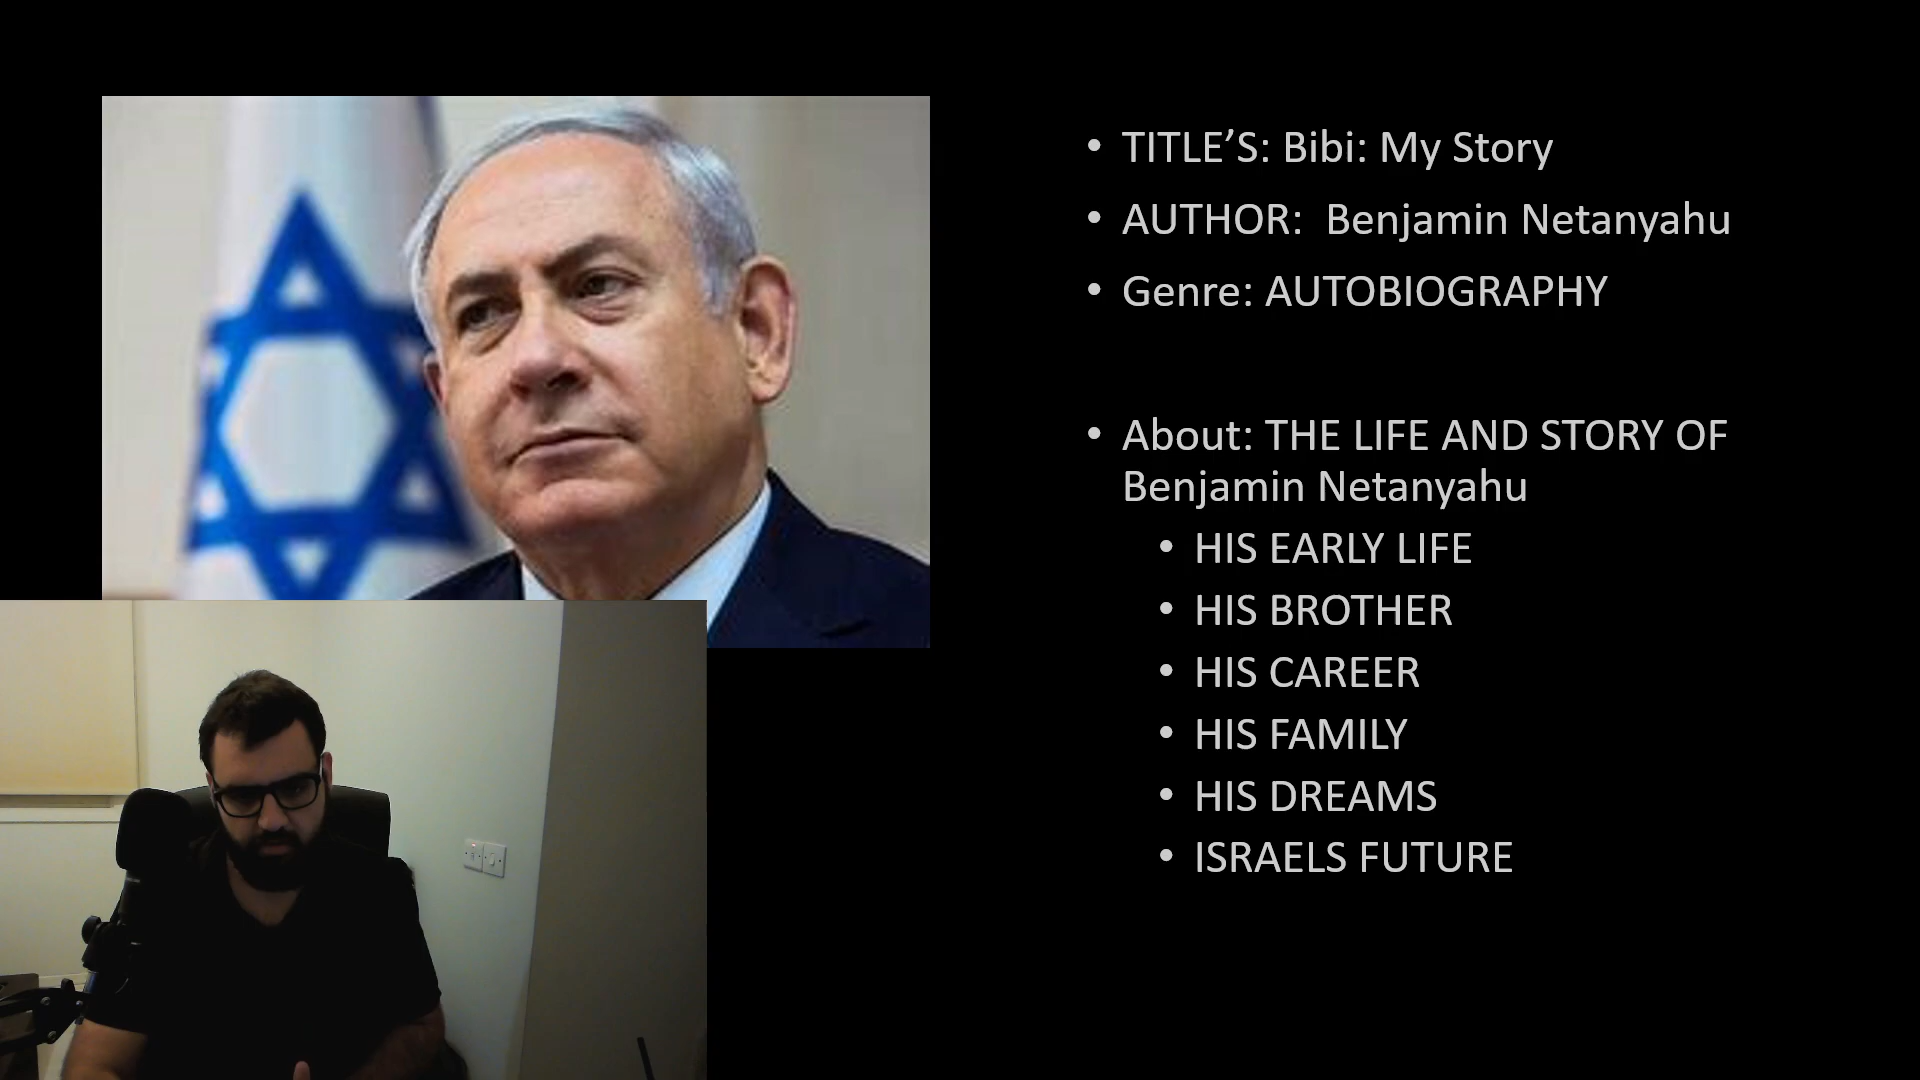 TITLE’S: Bibi: My Story
AUTHOR:  Benjamin Netanyahu
Genre: AUTOBIOGRAPHY
About: THE LIFE AND STORY OF
Benjamin Netanyahu
HIS EARLY LIFE
HIS BROTHER
HIS CAREER
HIS FAMILY
HIS DREAMS
ISRAELS FUTURE